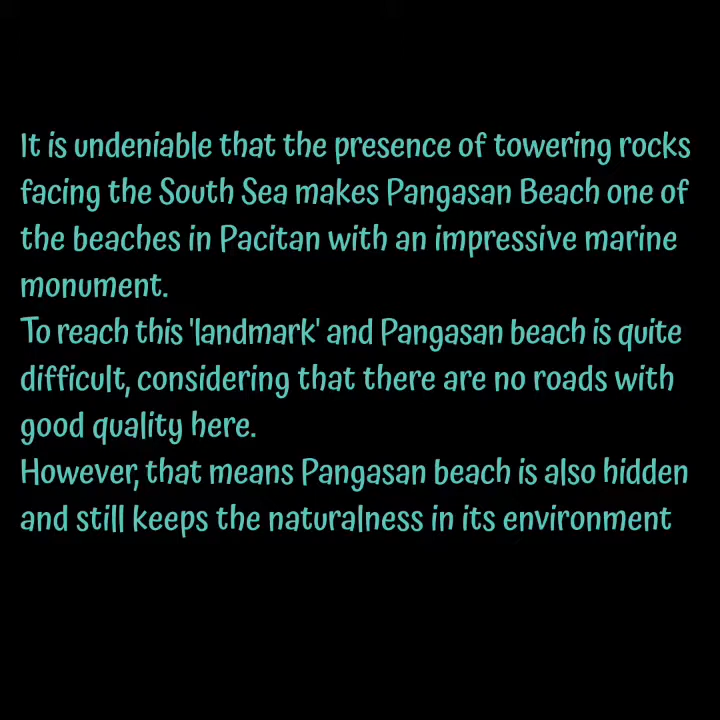 It is undeniable that the presence of towering rocks
facing the South Sea makes Pangasan Beach one of
the beaches in Pacitan with an impressive marine
monument.
To reach this 'landmark' and Pangasan beach is quite
difficult, considering that there are no roads with
good quality here.
However, that means Pangasan beach is also hidden
and still keeps the naturalness in its environment